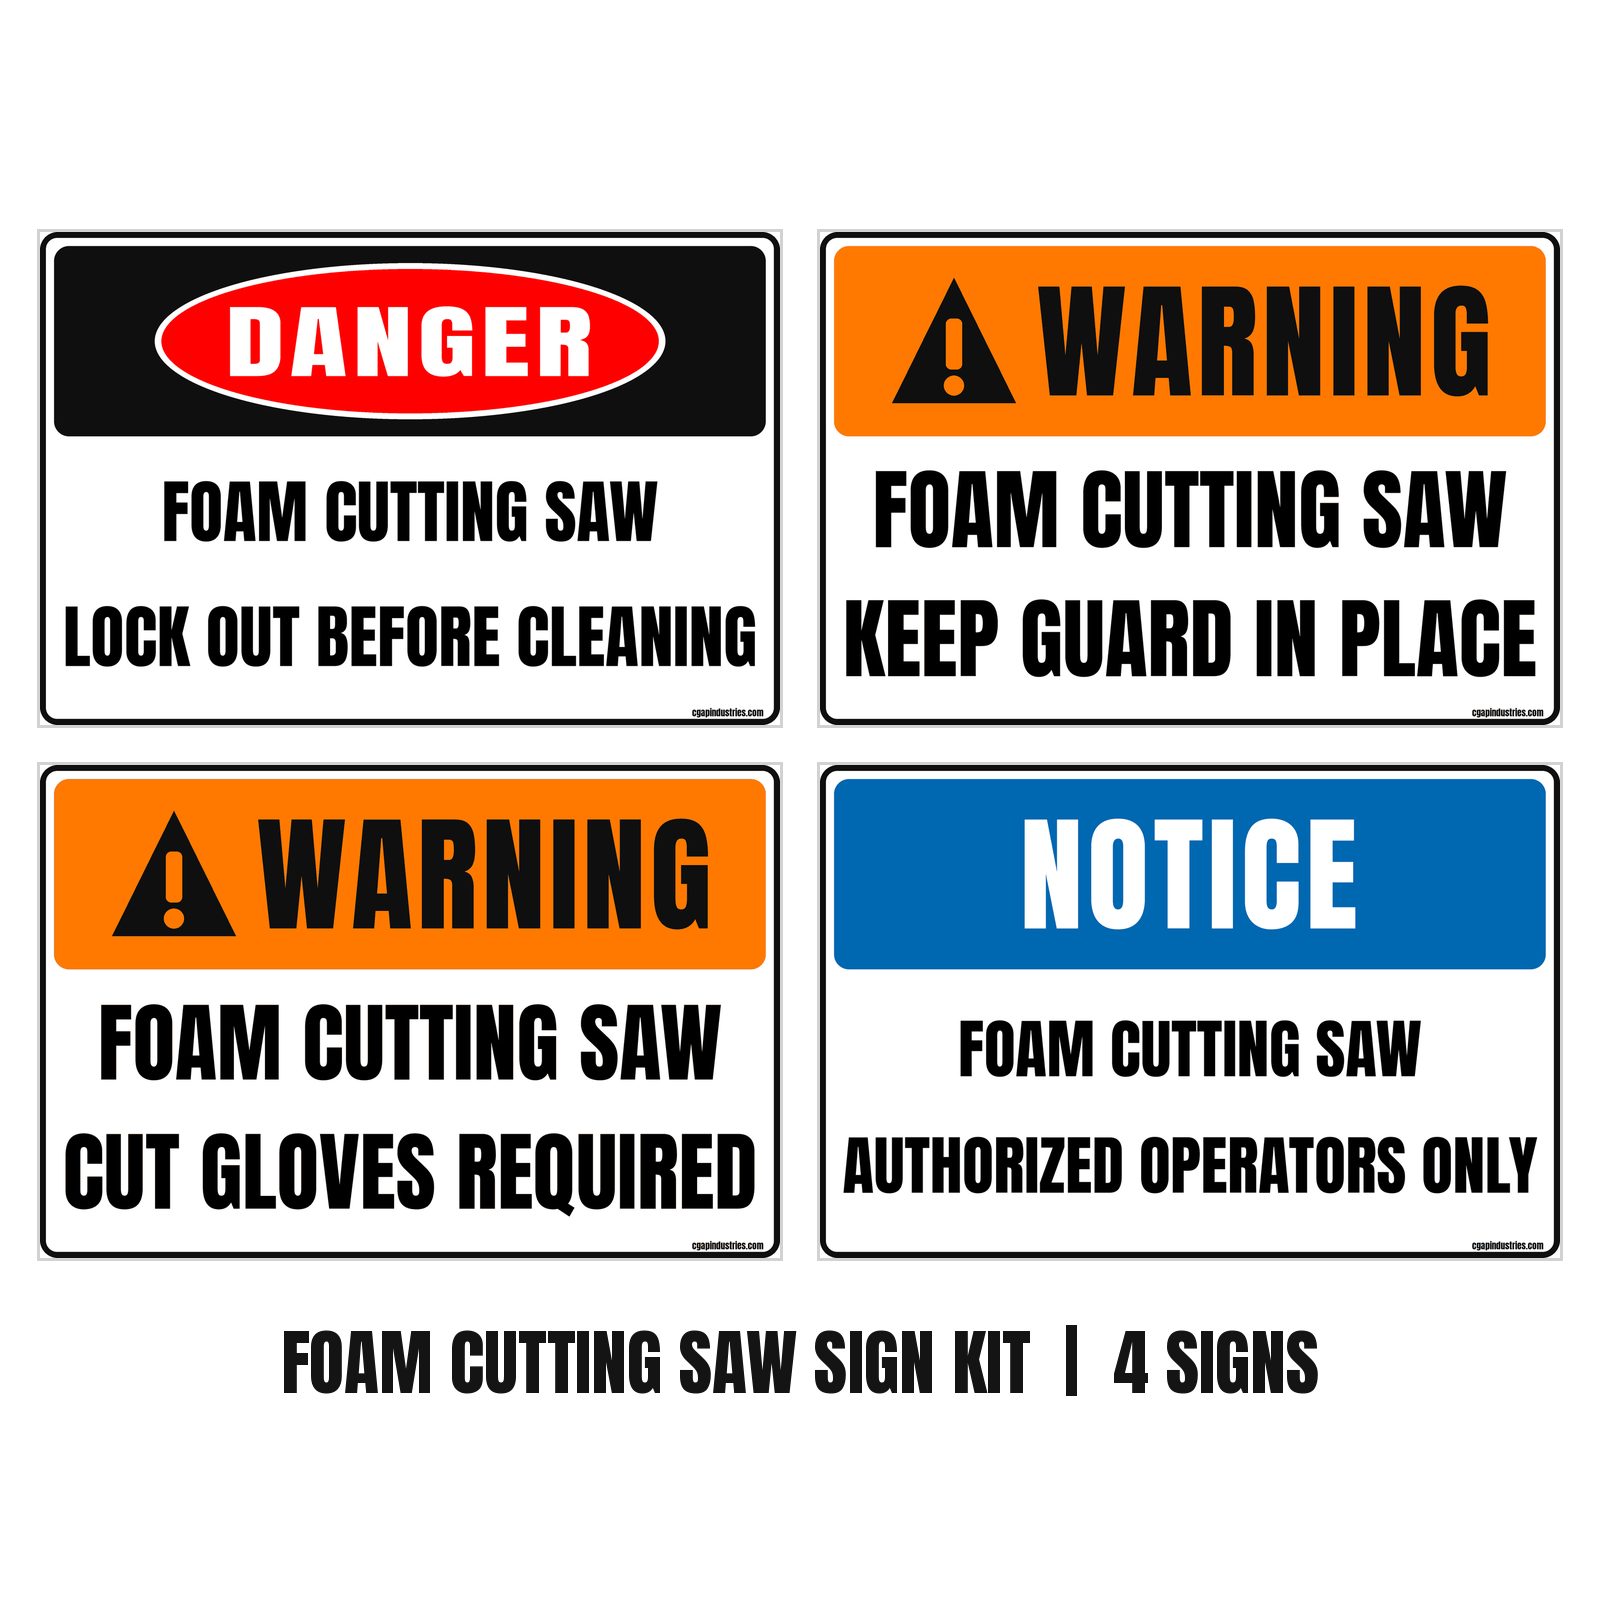 DANGER
FOAM CUTTING SAW
LOCK OUT BEFORE CLEANING
cgapindustries.com
WARNING
FOAM CUTTING SAW
KEEP GUARD IN PLACE
cgapindustries.com
WARNING
FOAM CUTTING SAW
CUT GLOVES REQUIRED
cgapindustries.com
NOTICE
FOAM CUTTING SAW
AUTHORIZED OPERATORS ONLY
cgapindustries.com
FOAM CUTTING SAW SIGN KIT | 4 SIGNS